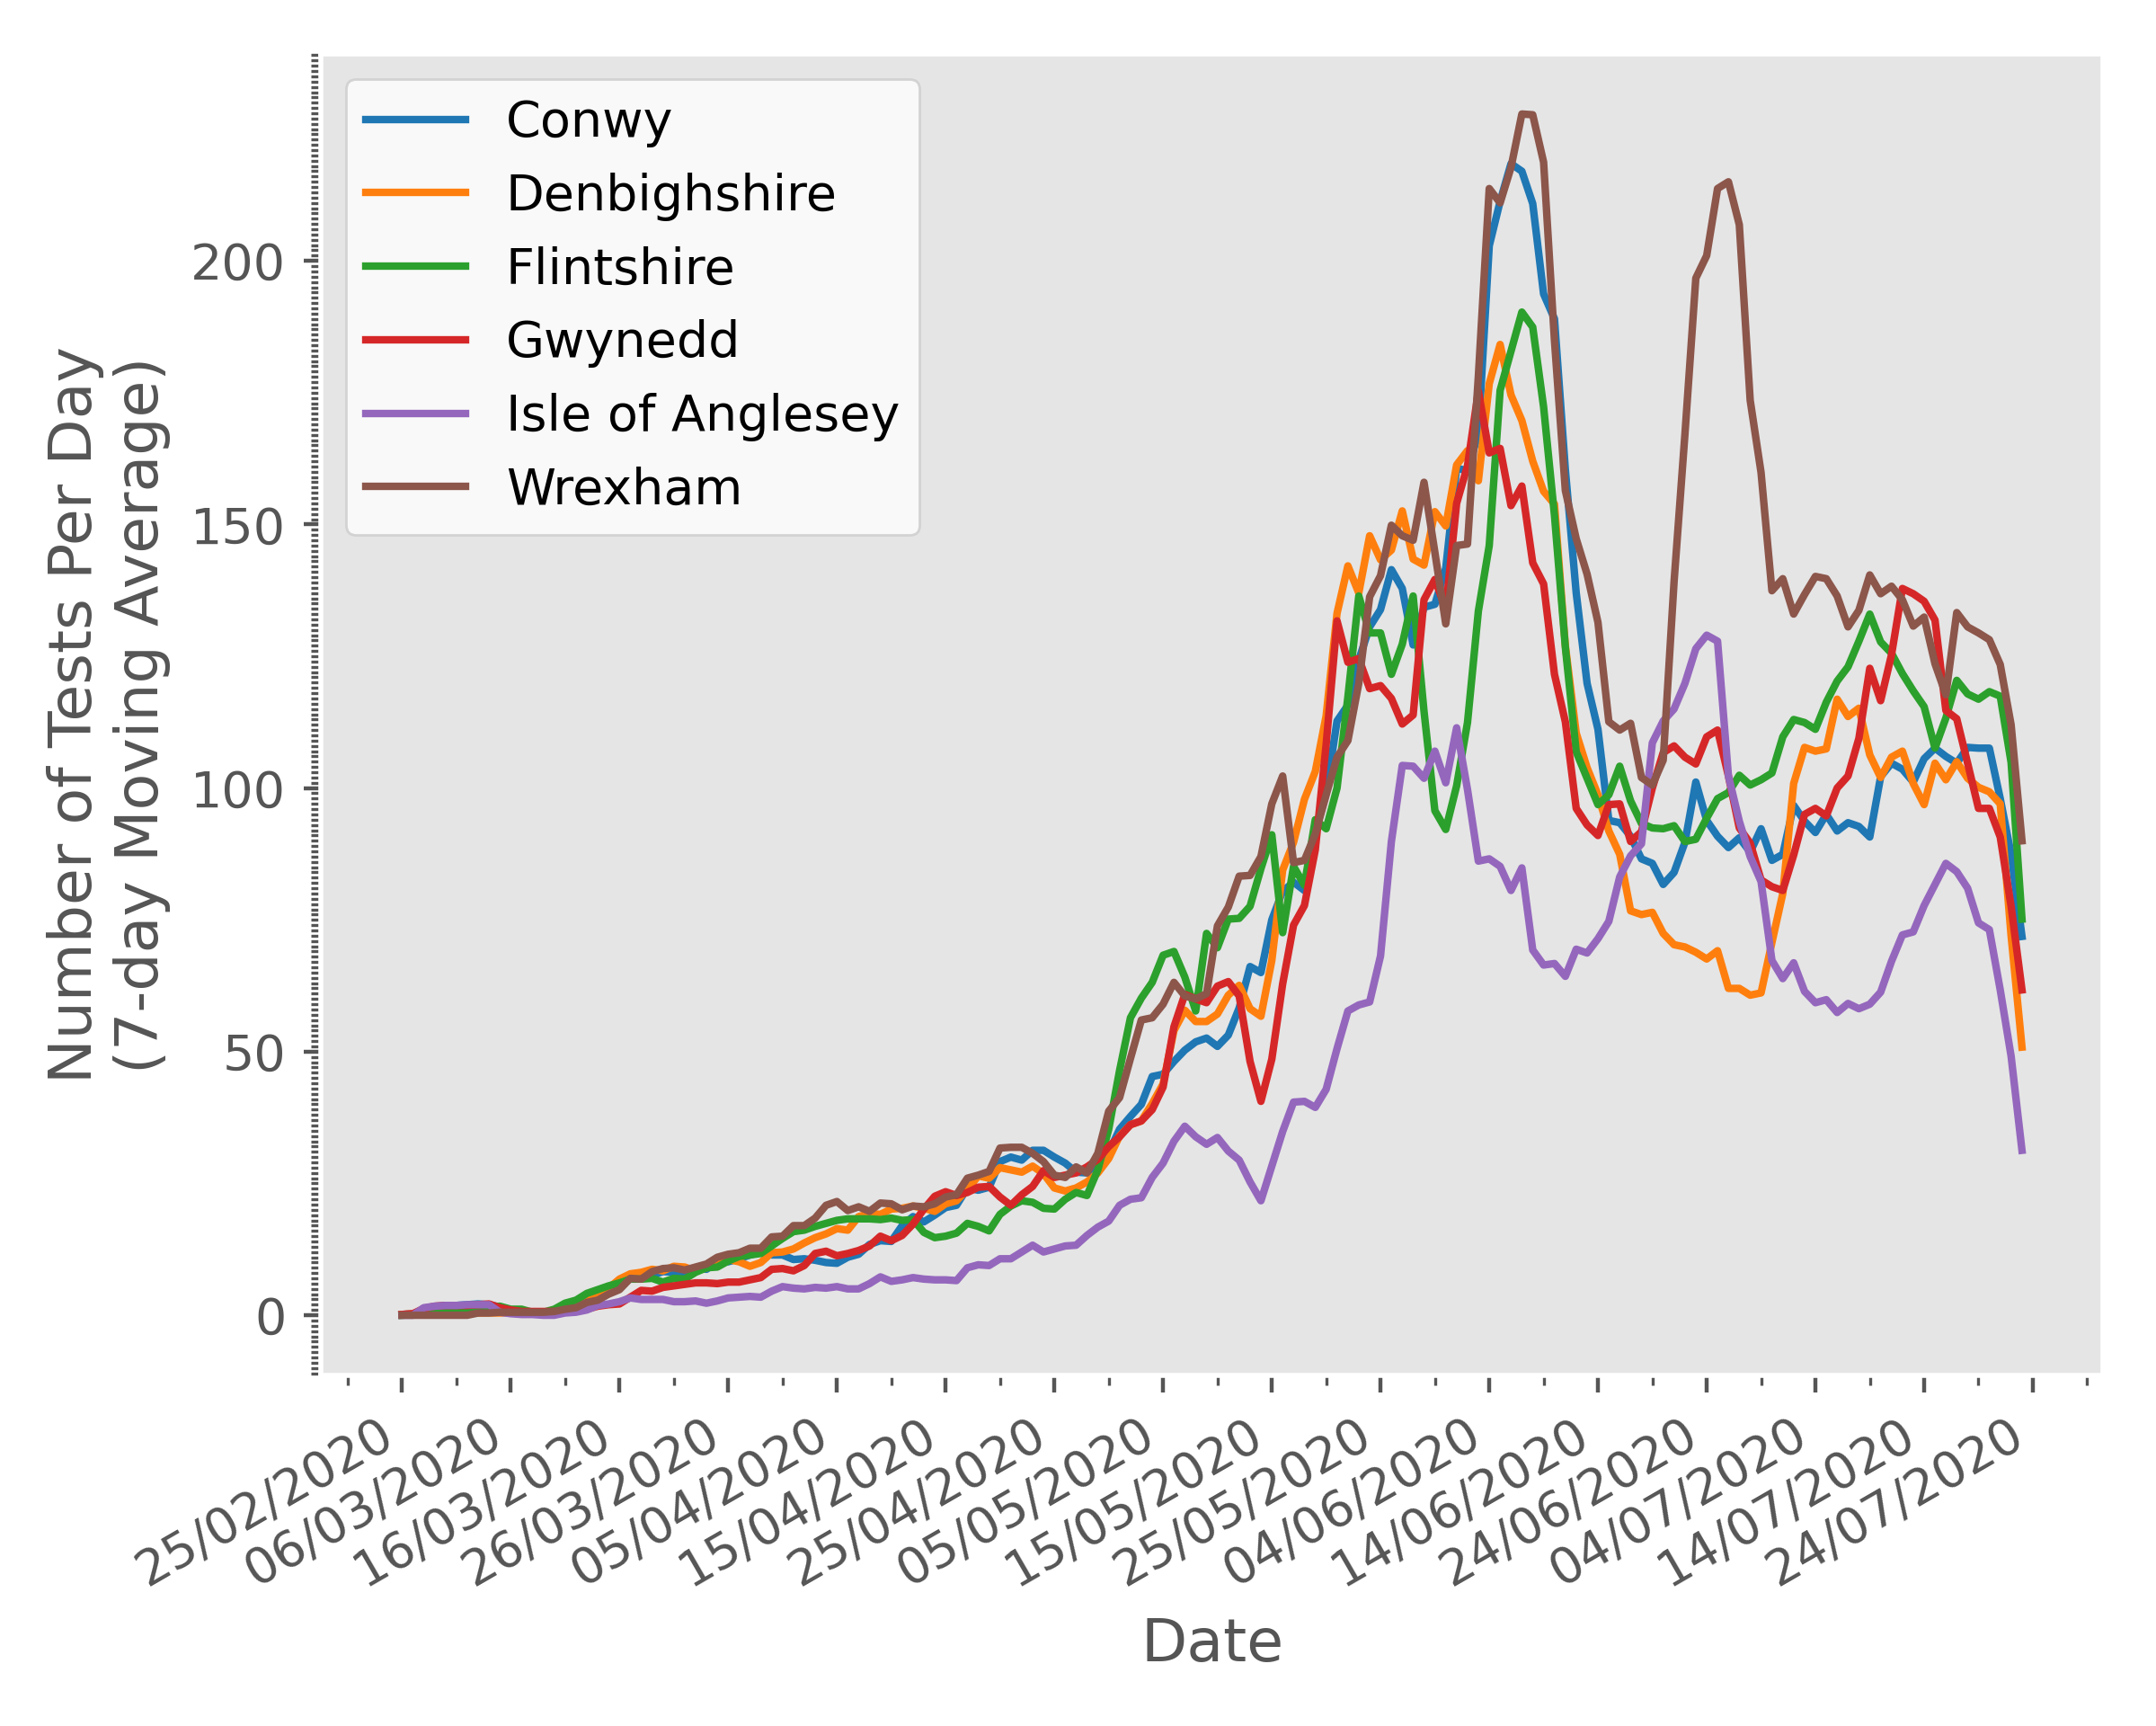 Conwy
Denbighshire
Flintshire
Gwynedd
Isle of Anglesey
Wrexham
Number of Tests Per Day
(7-day Moving Average)
200
150
100
50
0
25/02/2020
06/03/2020
16/03/2020
26/03/2020
05/04/2020
15/04/2020
25/04/2020
05/05/2020
15/05/2020
25/05/2020
04/06/2020
14/06/2020
24/06/2020
04/07/2020
14/07/2020
24/07/2020
Date